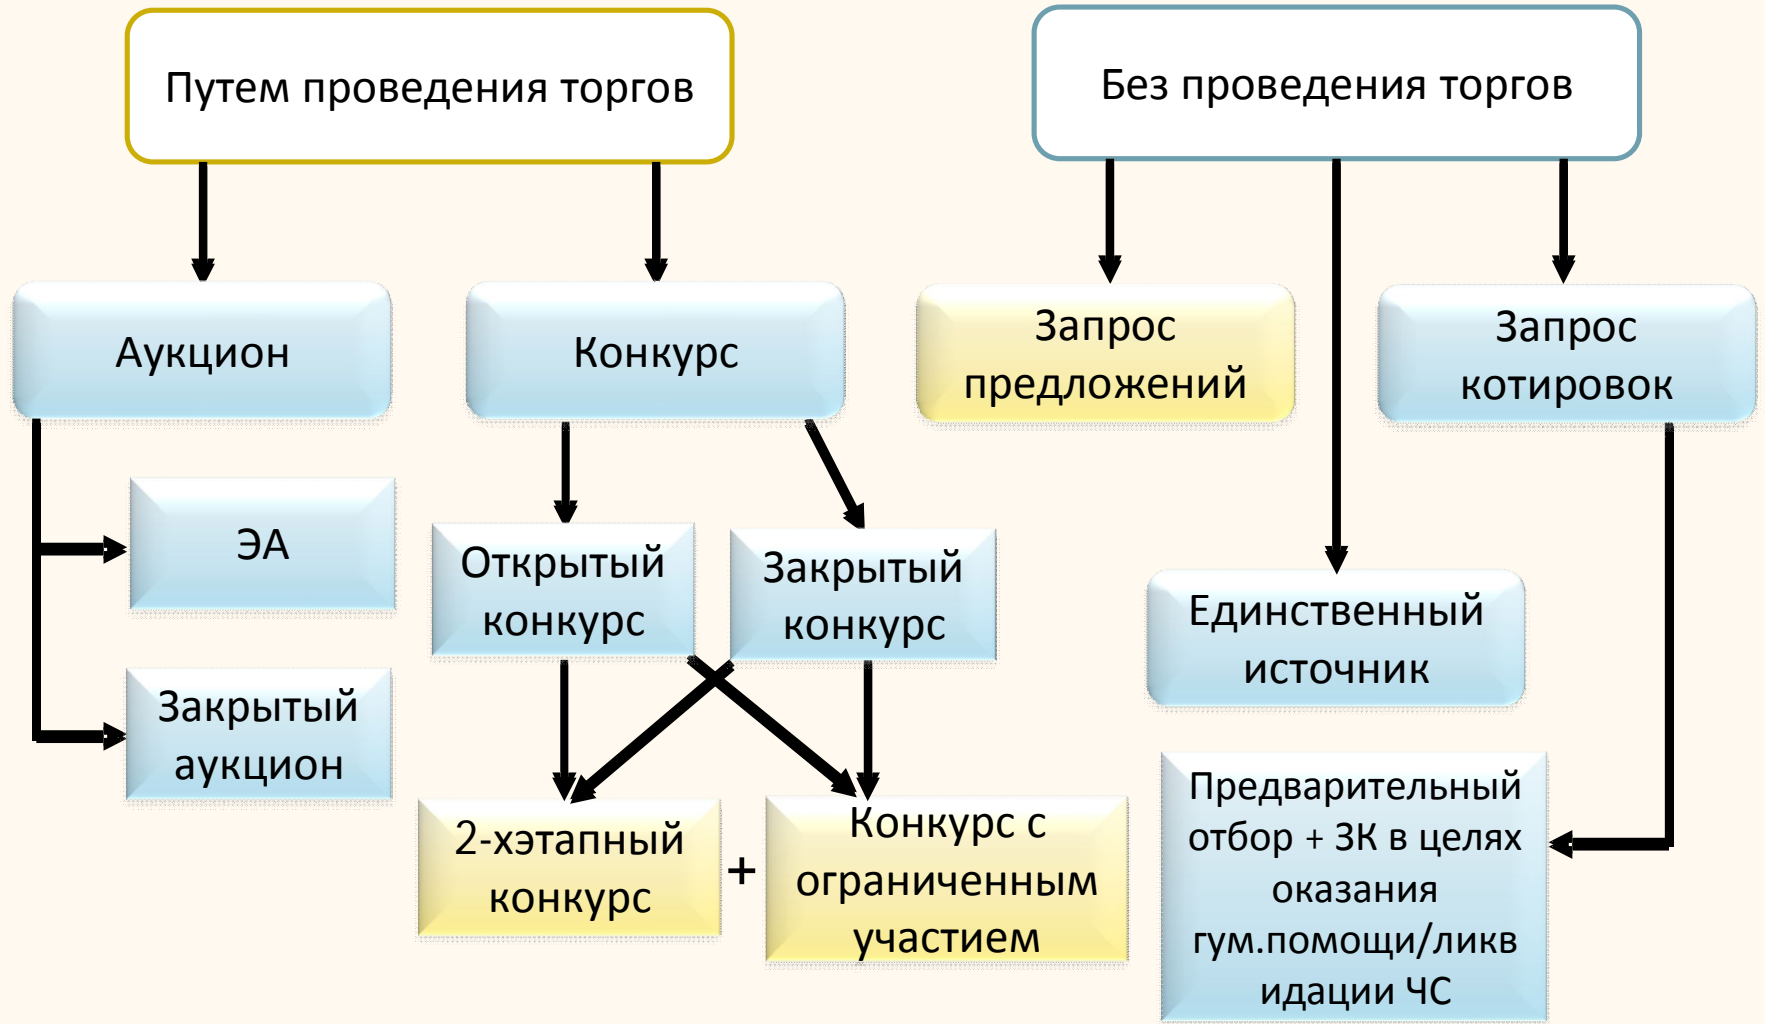 Путем проведения торгов
Без проведения торгов
Аукцион
Конкурс
Запрос
предложений
Запрос
котировок
ЭА
Открытый
конкурс
Закрытый
конкурс
Единственный
источник
Закрытый
аукцион
2-хэтапный
конкурс
+
Конкурс с
ограниченным
участием
Предварительный
отбор + ЗК в целях
оказания
гум.помощи/ликв
идации ЧС